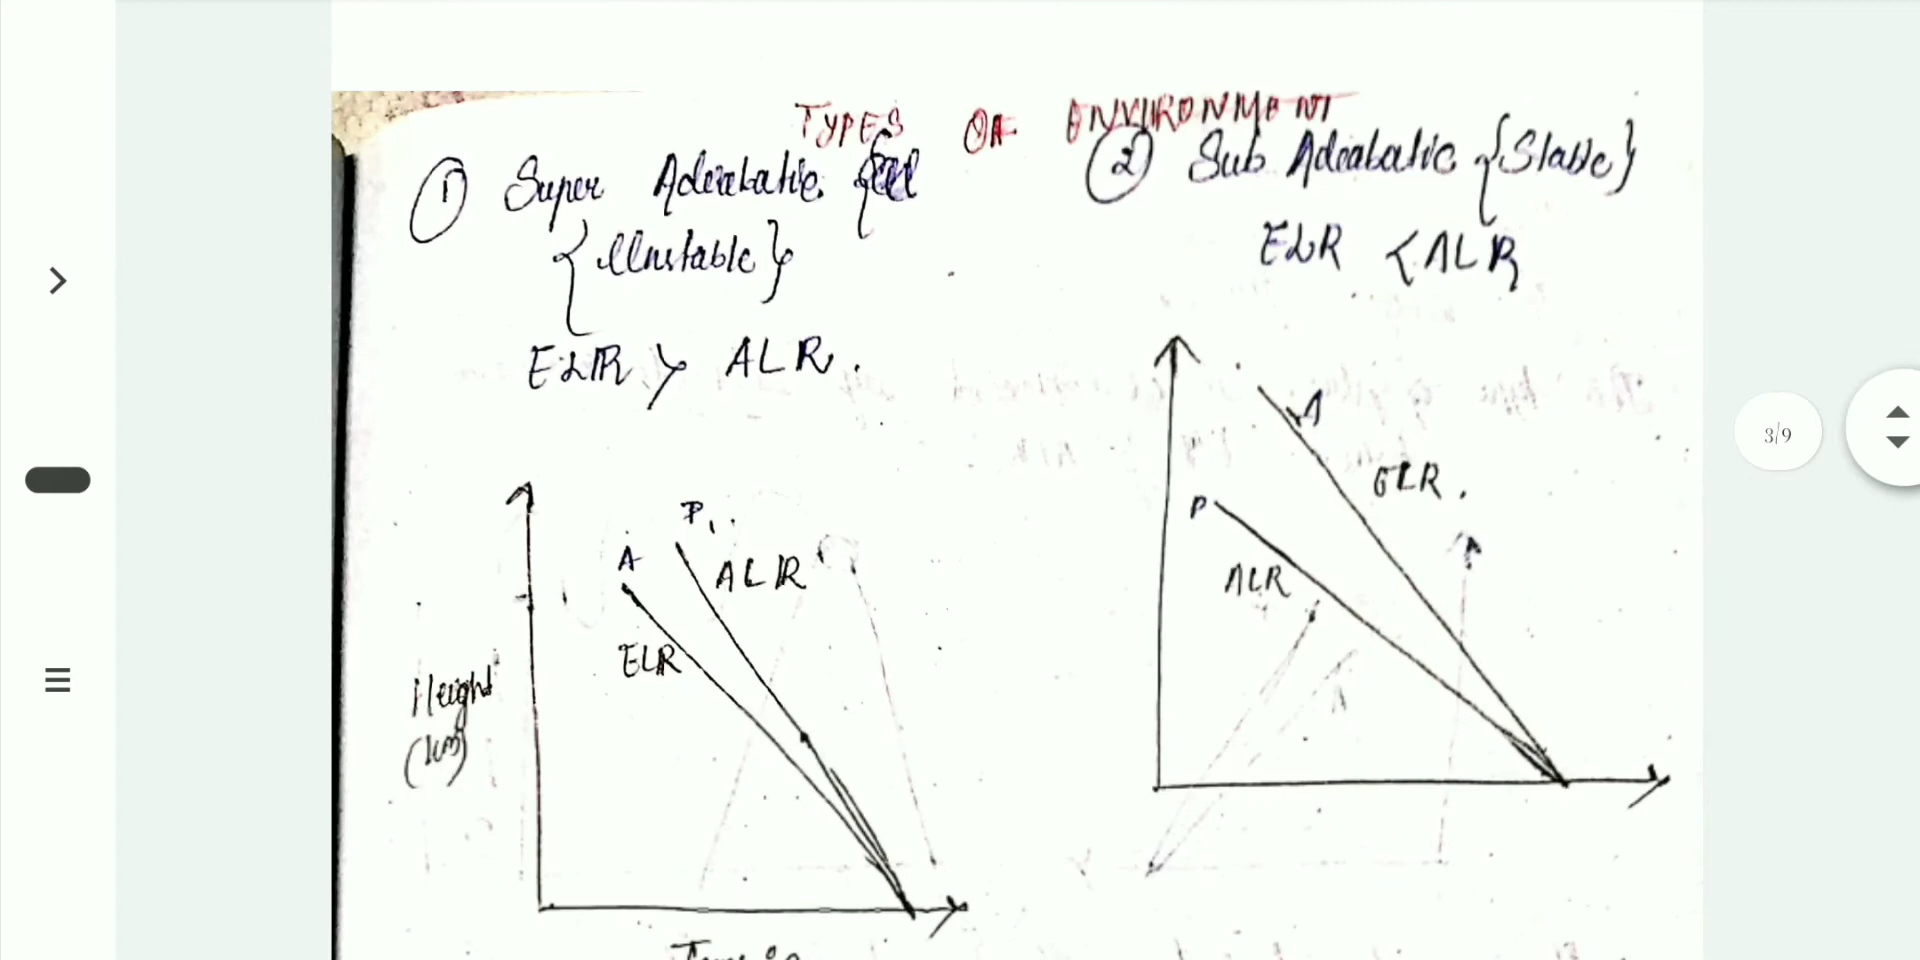 TYPES OF ENVIRONMENT
① Super Adiabatic
{Unstable}
ELR > ALR.
② Sub Adiabatic {Stable}
ELR < ALR
P,
A
ALR
ELR
Height
(km)
A
ELR.
P
ALR
3/9